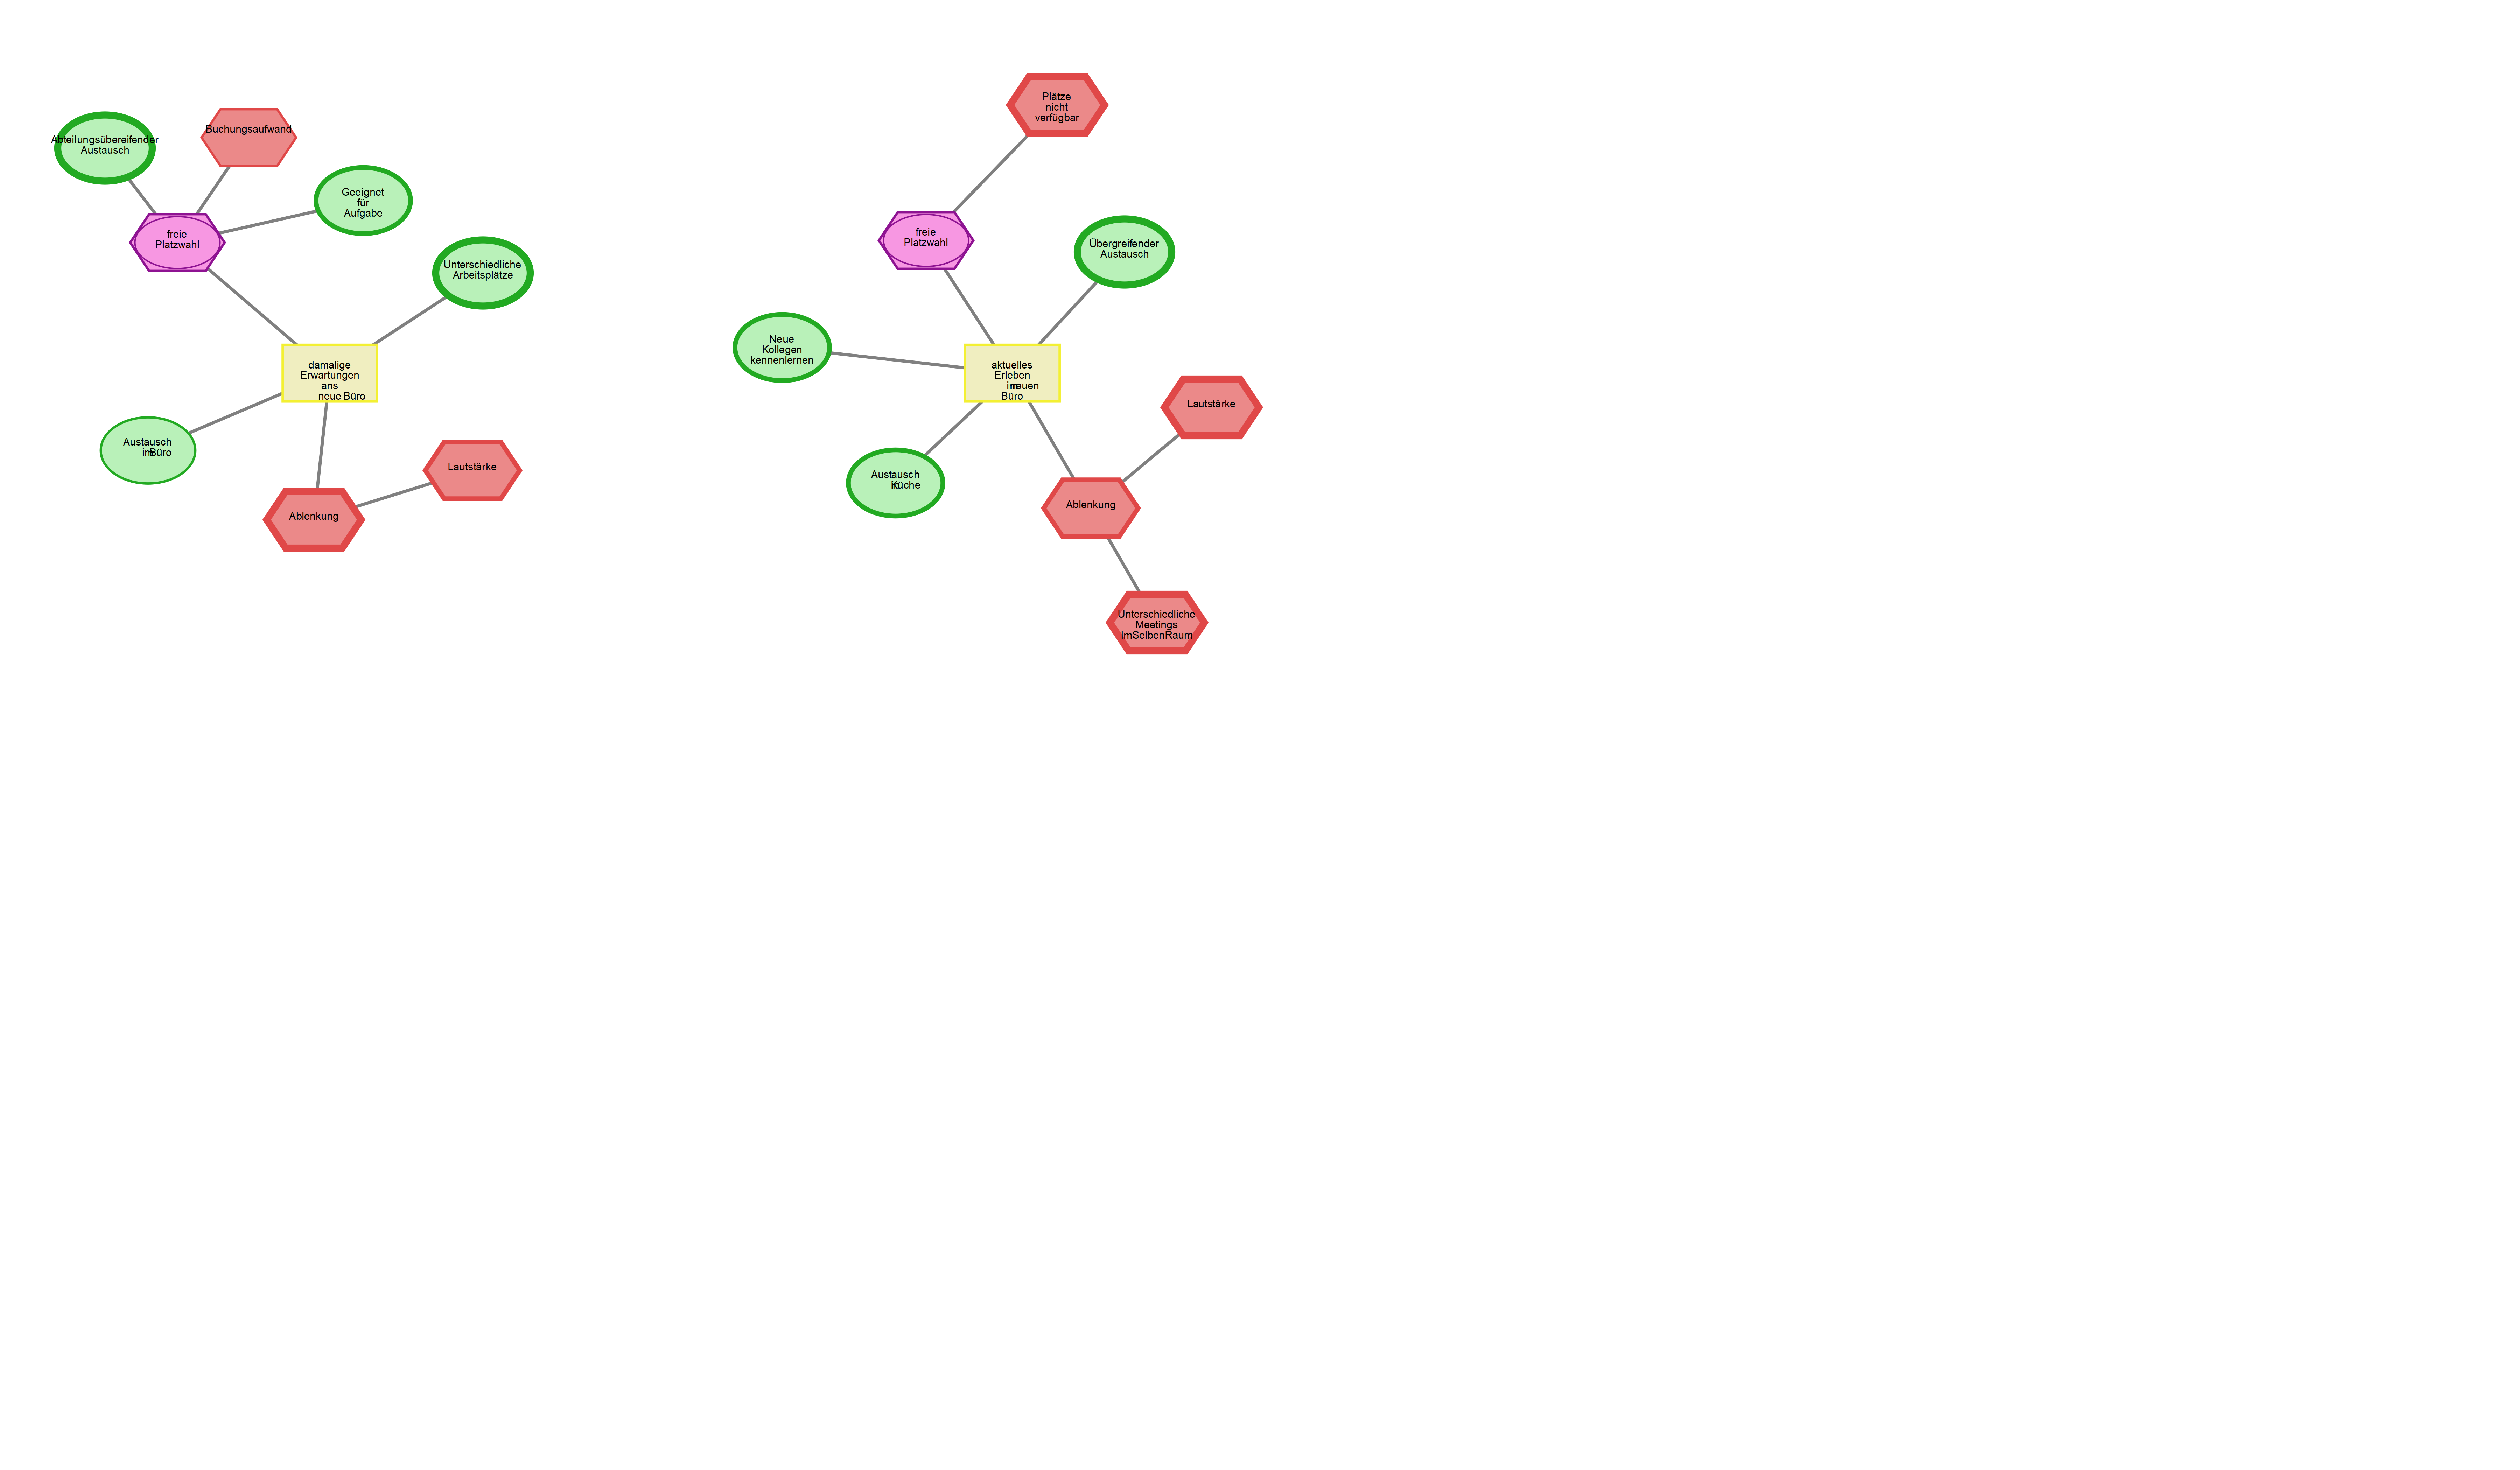 Abteilungsübereifender
Austausch
Buchungsaufwand
Geeignet
für
Aufgabe
freie
Platzwahl
Unterschiedliche
Arbeitsplätze
damalige
Erwartungen
ans
neue Büro
Austausch
im Büro
Lautstärke
Ablenkung
Plätze
nicht
verfügbar
freie
Platzwahl
Übergreifender
Austausch
Neue
Kollegen
kennenlernen
aktuelles
Erleben
im neuen
Büro
Lautstärke
Austausch
Küche
Ablenkung
Unterschiedliche
Meetings
ImSelbenRaum